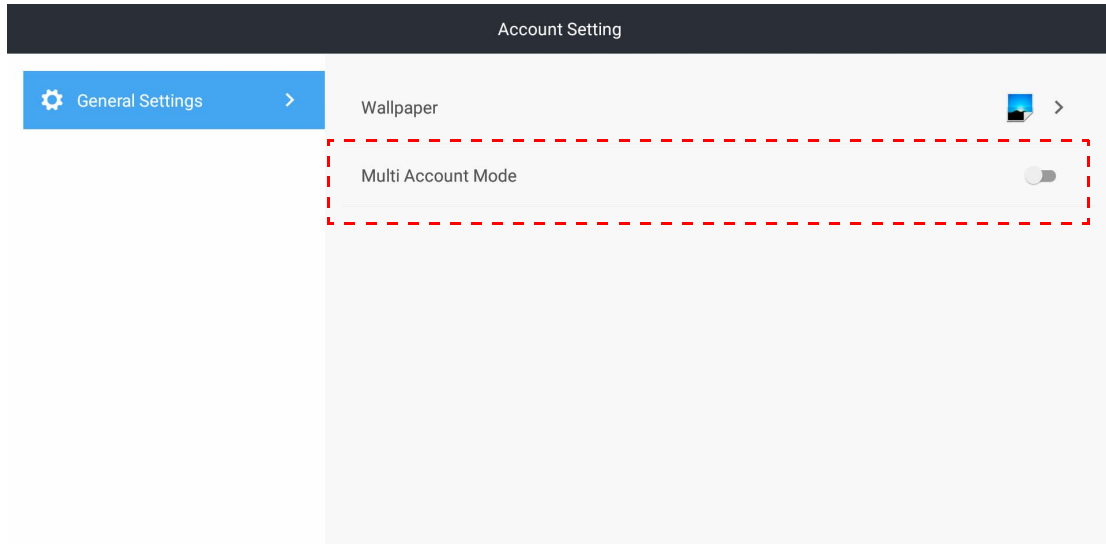 Account Setting
General Settings
Wallpaper
Multi Account Mode